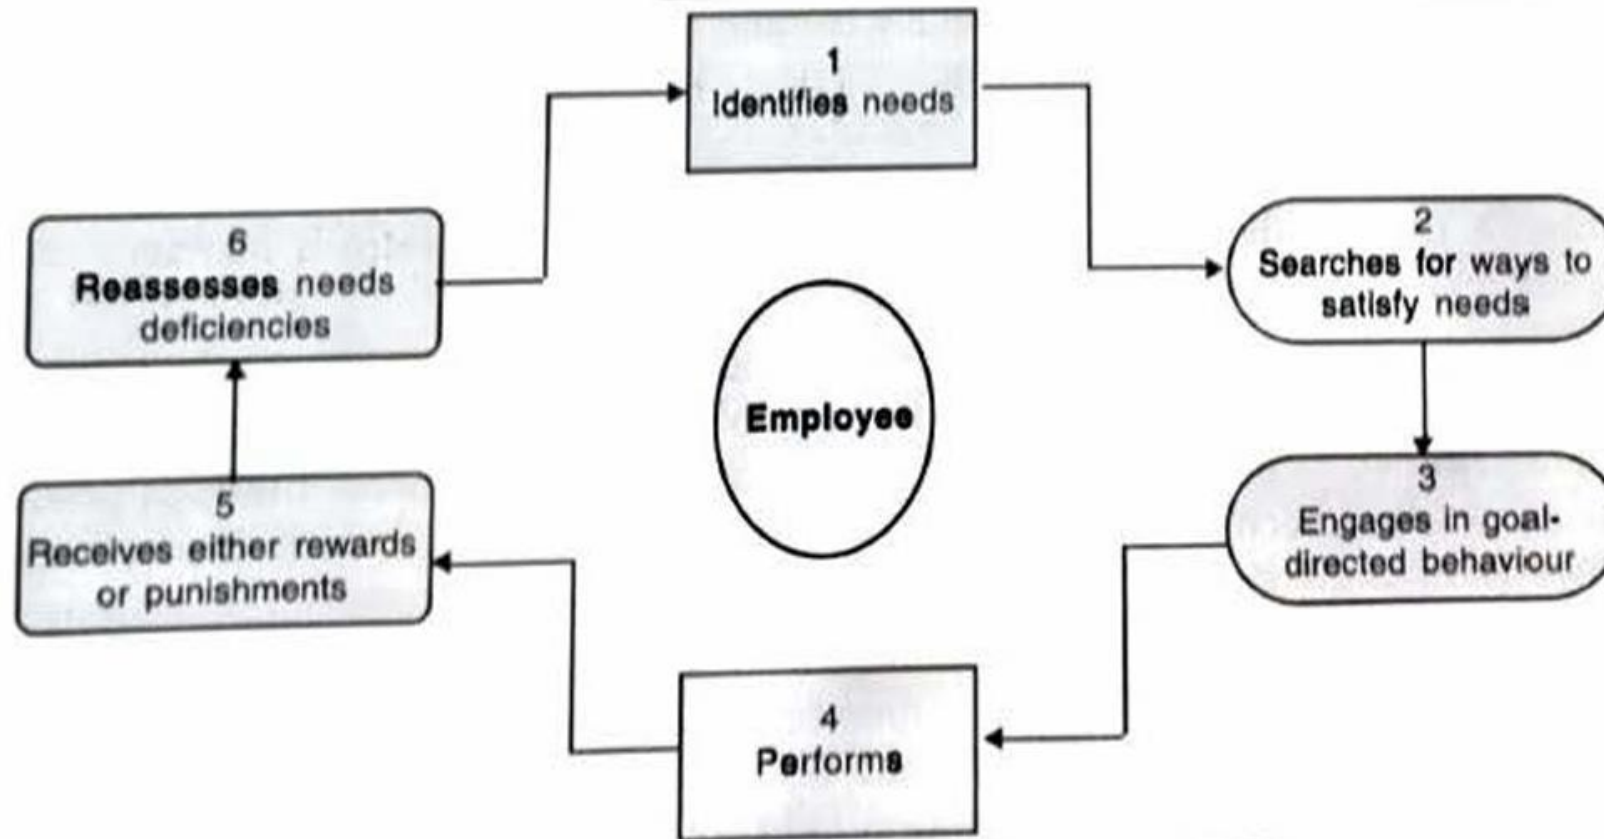 1
Identifies needs
2
Searches for ways to
satisfy needs
3
Engages in goal-
directed behaviour
4
Performs
5
Receives either rewards
or punishments
6
Reassesses needs
deficiencies
Employee